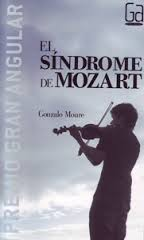 Ga
EL
SÍNDROME
DE MOZART
Gonzalo Moure
PREMIO GRAN ANGULAR